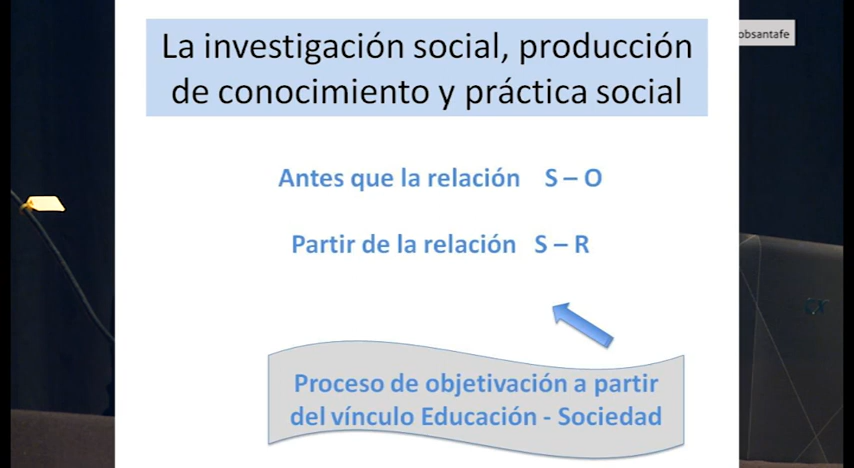 La investigación social, producción
de conocimiento y práctica social
obsantafe
Antes que la relación S – O
Partir de la relación S – R
Proceso de objetivación a partir
del vínculo Educación - Sociedad